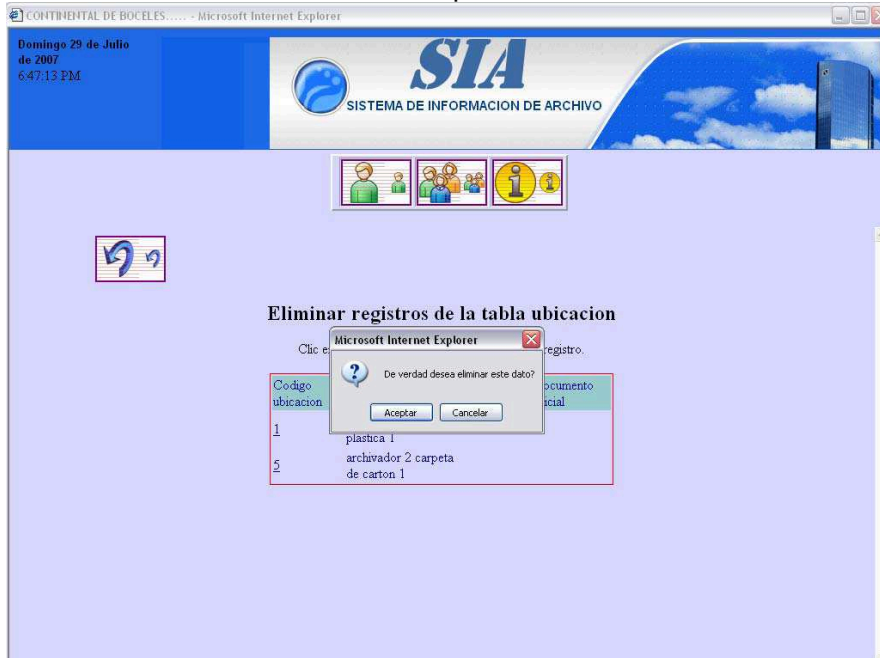 CONTINENTAL DE BOCELES..... - Microsoft Internet Explorer
Domingo 29 de Julio
de 2007
6:47:13 PM
SIA
SISTEMA DE INFORMACION DE ARCHIVO
Eliminar registros de la tabla ubicacion
Clic registro.
Microsoft Internet Explorer
De verdad desea eliminar este dato?
Aceptar Cancelar
Codigo
ubicacion
1
plastica 1
5 archivador 2 carpeta
de carton 1